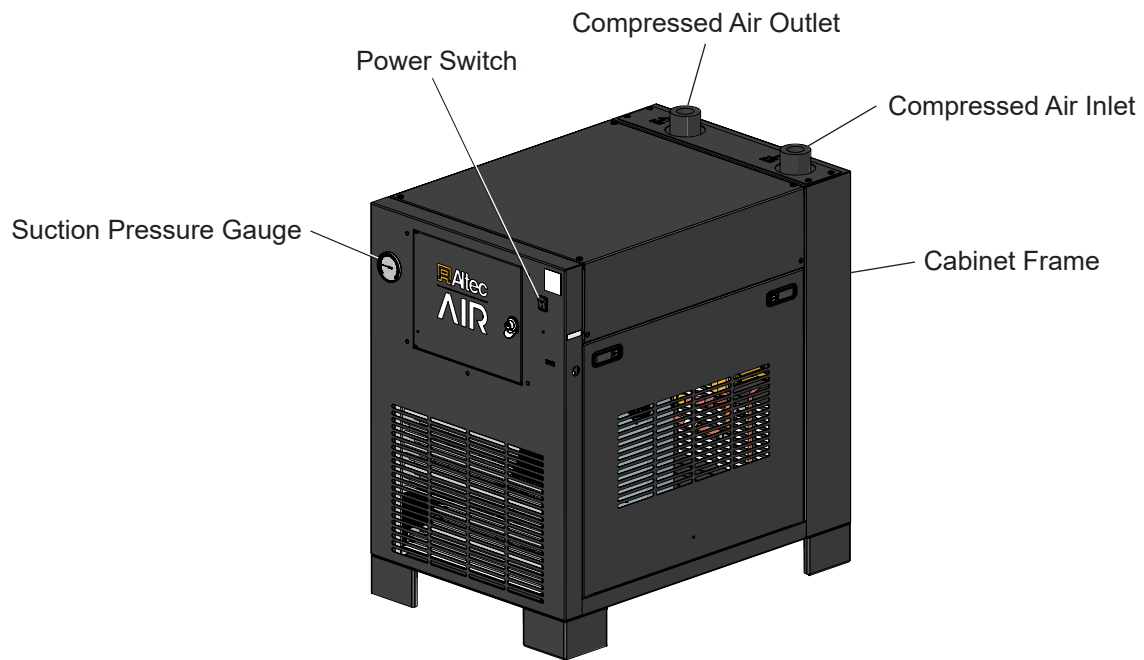 Compressed Air Outlet
Power Switch
Compressed Air Inlet
Suction Pressure Gauge
Cabinet Frame
Altec
AIR